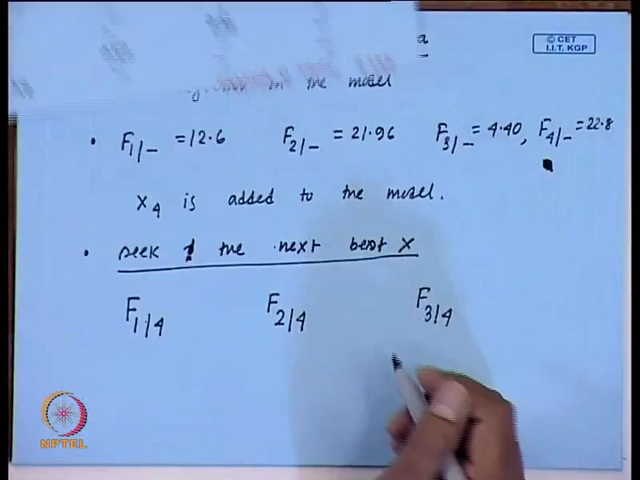 © CET
I.I.T. KGP
in the model
• F1/– = 12.6 F2/– = 21.96 F3/– = 4.40, F4/– = 22.8
X4 is added to the model.
• seek the next best X
F1/4 F2/4 F3/4
NPTEL